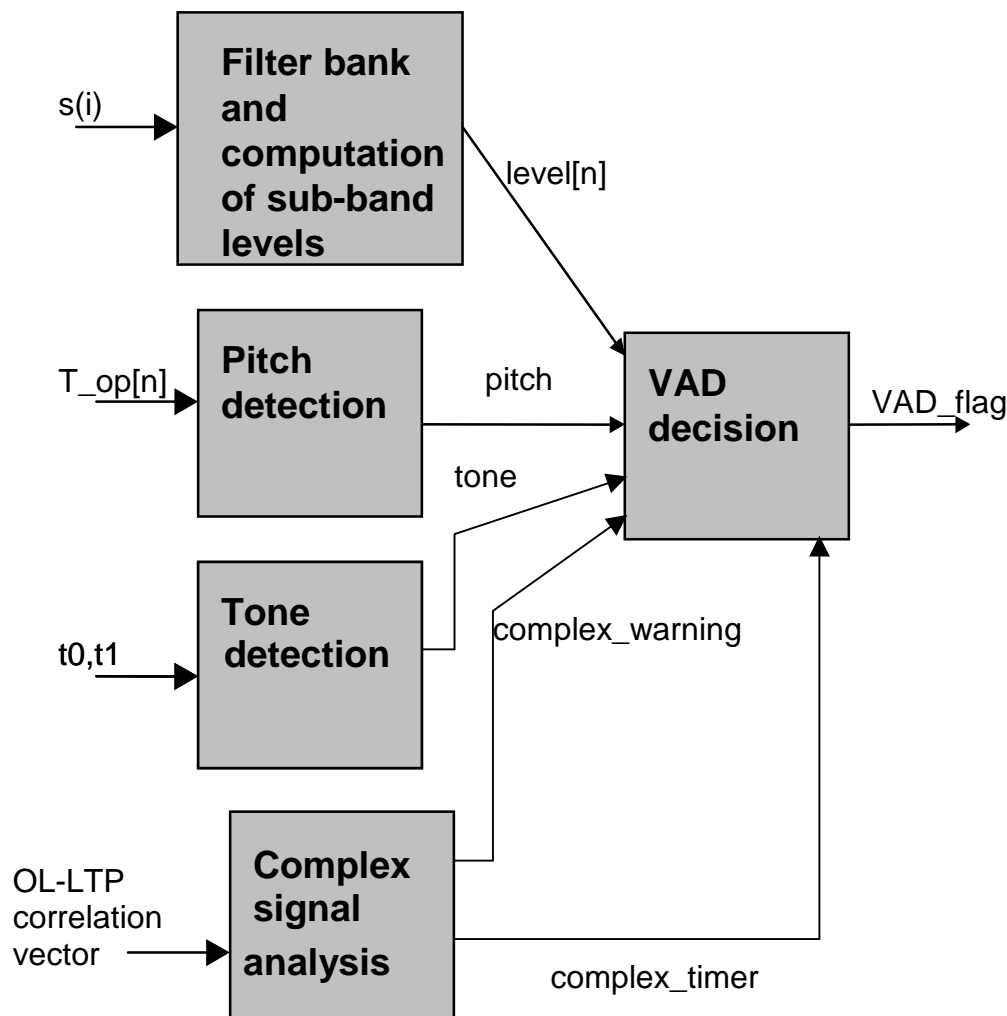 Filter bank
and
computation
of sub-band
levels
s(i)
level[n]
Pitch
detection
T_op[n]
pitch
VAD
decision
VAD_flag
tone
Tone
detection
t0,t1
complex_warning
Complex
signal
analysis
OL-LTP
correlation
vector
complex_timer